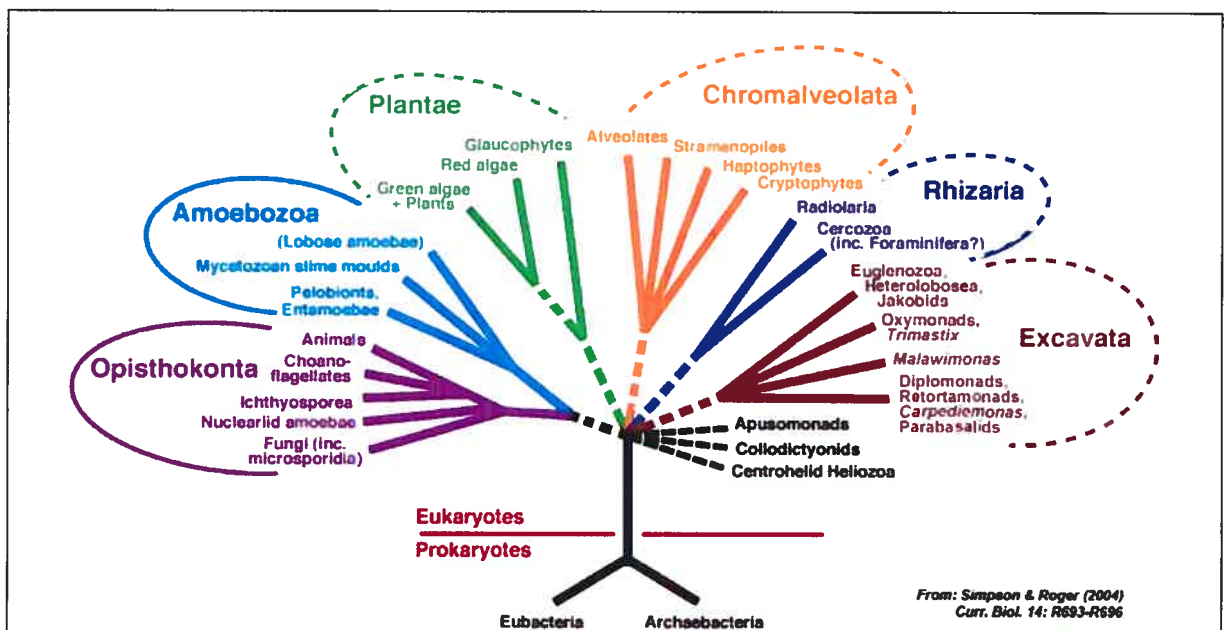 Plantae
Glaucophytes
Red algae
Green algae
+ Plants
Chromalveolata
Alveolates
Stramenopiles
Haptophytes
Cryptophytes
Rhizaria
Radiolaria
Cercozoa
(inc. Foraminifera?)
Amoebozoa
(Lobose amoebae)
Mycetozoan slime moulds
Pelobionts,
Entamoebae
Excavata
Euglenozoa,
Heterolobosea,
Jakobids
Oxymonads,
Trimastix
Malawimonas
Diplomonads,
Retortamonads,
Carpediemonas,
Parabasalids
Opisthokonta
Animals
Choano-
flagellates
Ichthyosporea
Nucleariid amoebae
Fungi (inc.
microsporidia)
Apusomonads
Collodictyonids
Centrohelid Heliozoa
Eukaryotes
Prokaryotes
Eubacteria
Archaebacteria
From: Simpson & Roger (2004)
Curr. Biol. 14: R693-R696